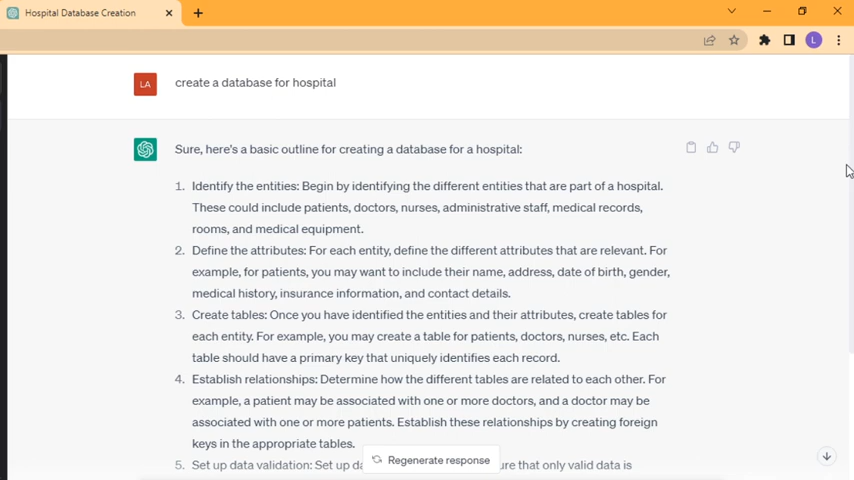 Hospital Database Creation
L
LA
create a database for hospital
Sure, here's a basic outline for creating a database for a hospital:
1. Identify the entities: Begin by identifying the different entities that are part of a hospital.
These could include patients, doctors, nurses, administrative staff, medical records,
rooms, and medical equipment.
2. Define the attributes: For each entity, define the different attributes that are relevant. For
example, for patients, you may want to include their name, address, date of birth, gender,
medical history, insurance information, and contact details.
3. Create tables: Once you have identified the entities and their attributes, create tables for
each entity. For example, you may create a table for patients, doctors, nurses, etc. Each
table should have a primary key that uniquely identifies each record.
4. Establish relationships: Determine how the different tables are related to each other. For
example, a patient may be associated with one or more doctors, and a doctor may be
associated with one or more patients. Establish these relationships by creating foreign
keys in the appropriate tables.
Regenerate response
5. Set up data validation: Set up da ure that only valid data is